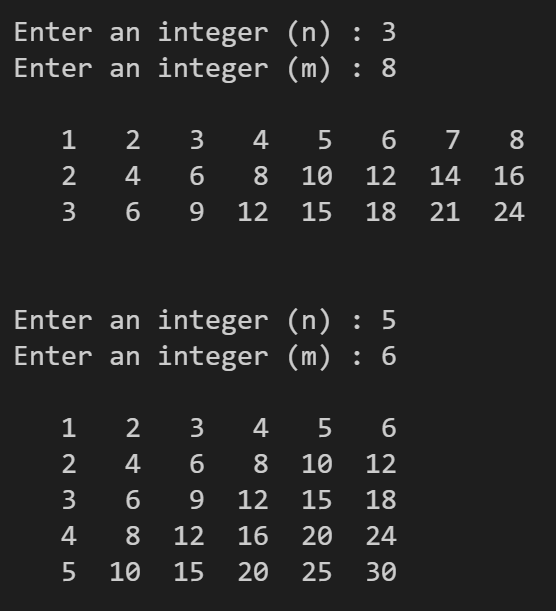 Enter an integer (n) : 3
Enter an integer (m) : 8
   1   2   3   4   5   6   7   8
   2   4   6   8  10  12  14  16
   3   6   9  12  15  18  21  24
Enter an integer (n) : 5
Enter an integer (m) : 6
   1   2   3   4   5   6
   2   4   6   8  10  12
   3   6   9  12  15  18
   4   8  12  16  20  24
   5  10  15  20  25  30